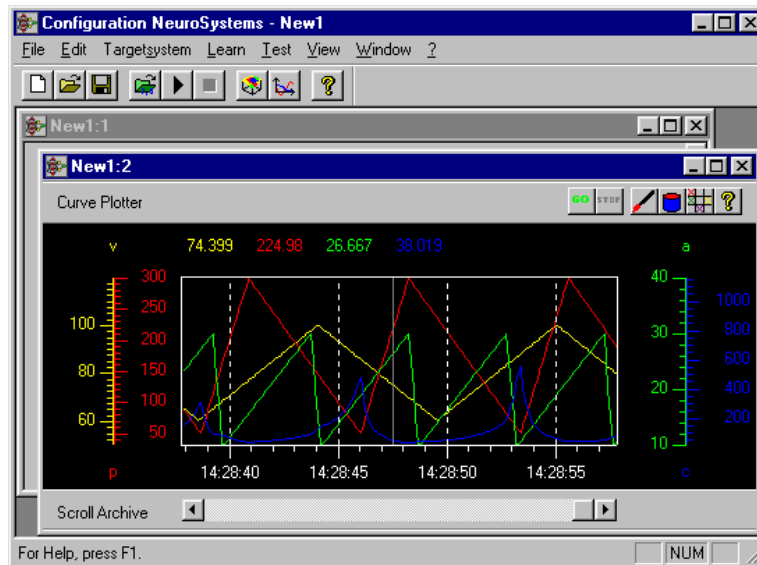 Configuration NeuroSystems - New1
File Edit Targetsystem Learn Test View Window ?
New1:1
New1:2
Curve Plotter
GO STOP
v 74.399 224.98 26.667 38.019 a
300 40
250 1000
100 200 30 800
80 150 600
100 20 400
60 50 200
10
p 14:28:40 14:28:45 14:28:50 14:28:55 c
Scroll Archive
For Help, press F1. NUM